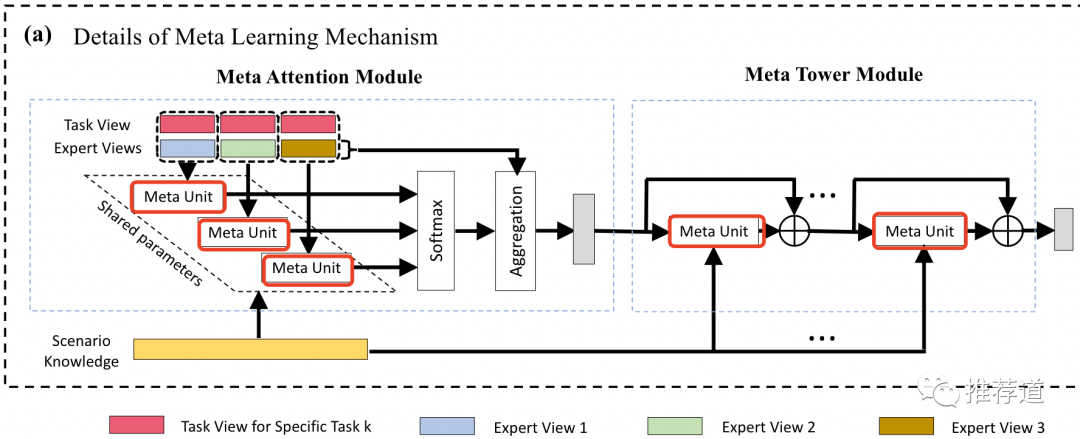 (a) Details of Meta Learning Mechanism
Meta Attention Module
Meta Tower Module
Task View
Expert Views
Meta Unit
Meta Unit
Meta Unit
Shared parameters
Softmax
Aggregation
...
Meta Unit
Meta Unit
Scenario
Knowledge
...
推荐道
Task View for Specific Task k
Expert View 1
Expert View 2
Expert View 3